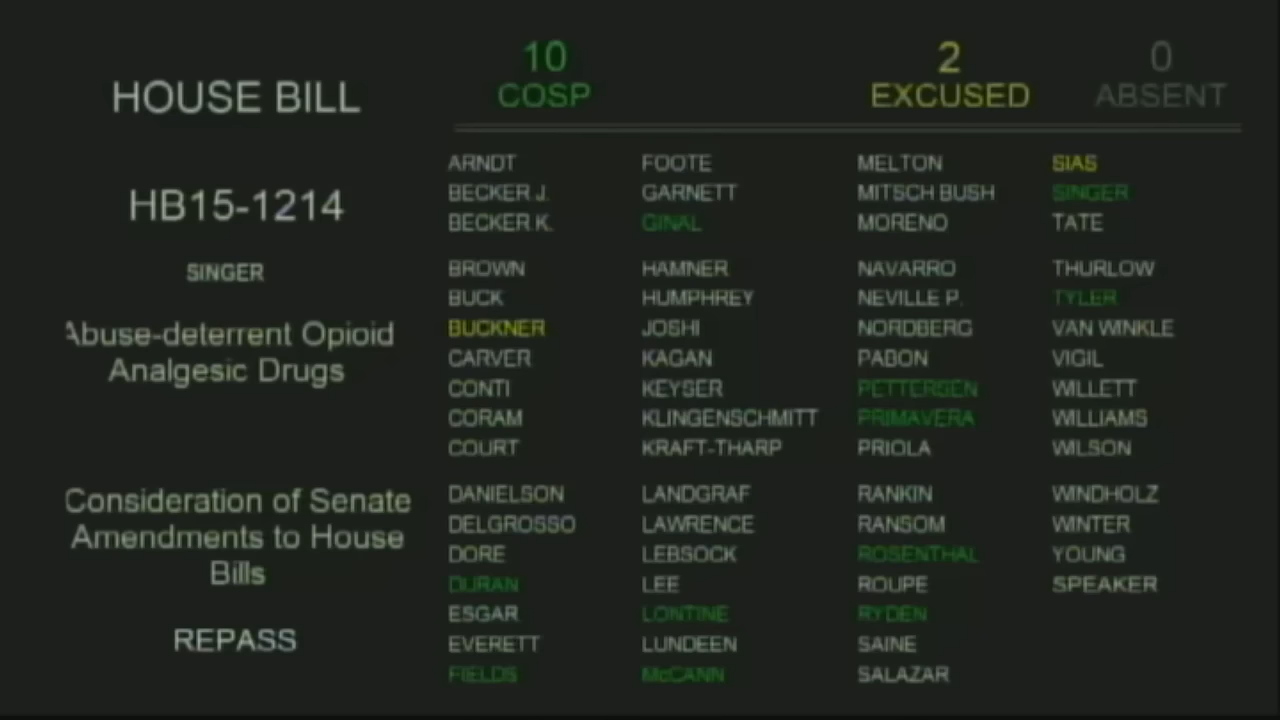 HOUSE BILL
HB15-1214
SINGER
Abuse-deterrent Opioid
Analgesic Drugs
Consideration of Senate
Amendments to House
Bills
REPASS
10
COSP
2
EXCUSED
0
ABSENT
ARNDT
BECKER J.
BECKER K.
BROWN
BUCK
BUCKNER
CARVER
CONTI
CORAM
COURT
DANIELSON
DELGROSSO
DORE
DURAN
ESGAR
EVERETT
FIELDS
FOOTE
GARNETT
GINAL
HAMNER
HUMPHREY
JOSHI
KAGAN
KEYSER
KLINGENSCHMITT
KRAFT-THARP
LANDGRAF
LAWRENCE
LEBSOCK
LEE
LONTINE
LUNDEEN
McCANN
MELTON
MITSCH BUSH
MORENO
NAVARRO
NEVILLE P.
NORDBERG
PABON
PETTERSEN
PRIMAVERA
PRIOLA
RANKIN
RANSOM
ROSENTHAL
ROUPE
RYDEN
SAINE
SALAZAR
SIAS
SINGER
TATE
THURLOW
TYLER
VAN WINKLE
VIGIL
WILLETT
WILLIAMS
WILSON
WINDHOLZ
WINTER
YOUNG
SPEAKER